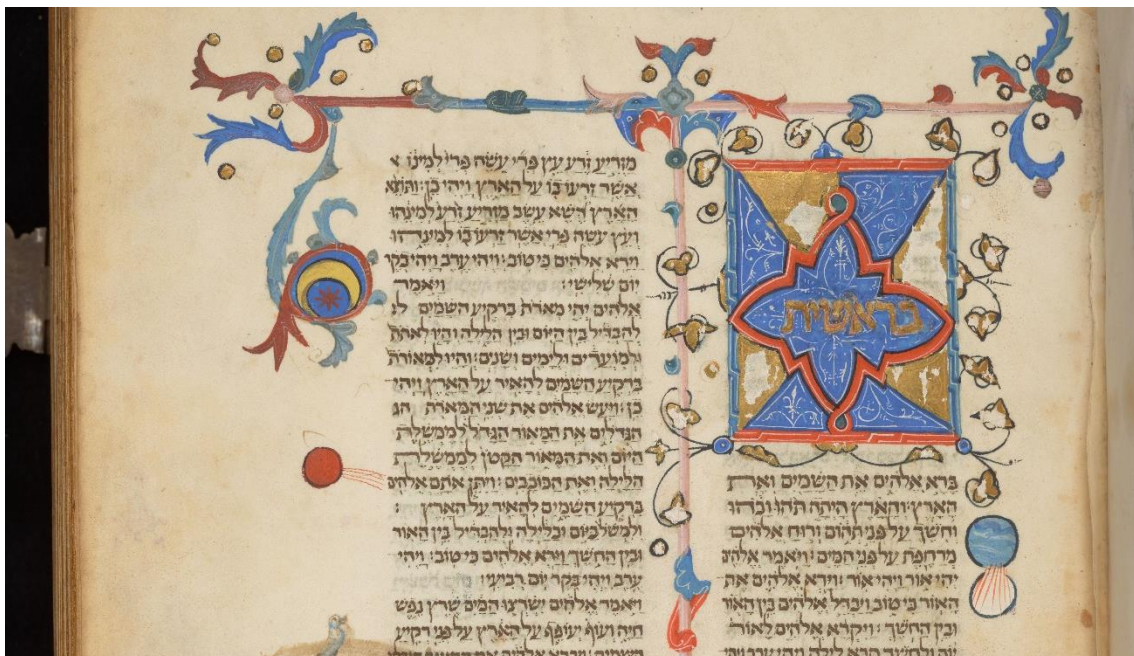 בראשית
ברא אלהים את השמים ואת
הארץ׃ והארץ היתה תהו ובהו
וחשך על פני תהום ורוח אלהים
מרחפת על פני המים׃ ויאמר אלהים
יהי אור ויהי אור׃ וירא אלהים את
האור כי טוב ויבדל אלהים בין האור
ובין החשך׃ ויקרא אלהים לאור
יום ולחשך קרא לילה ויהי ערב ויהי
מזריע זרע עץ פרי עשה פרי למינו א
אשר זרעו בו על הארץ ויהי כן׃ ותוצא
הארץ דשא עשב מזריע זרע למינהו
ועץ עשה פרי אשר זרעו בו למינהו
וירא אלהים כי טוב׃ ויהי ערב ויהי בקר
יום שלישי׃ ויאמר
אלהים יהי מארת ברקיע השמים
להבדיל בין היום ובין הלילה והיו לאתת
ולמועדים ולימים ושנים׃ והיו למאורת
ברקיע השמים להאיר על הארץ ויהי
כן׃ ויעש אלהים את שני המארת הג
הגדלים את המאור הגדל לממשלת
היום ואת המאור הקטן לממשלת
הלילה ואת הכוכבים׃ ויתן אתם אלהים
ברקיע השמים להאיר על הארץ׃
ולמשל ביום ובלילה ולהבדיל בין האור
ובין החשך וירא אלהים כי טוב׃ ויהי
ערב ויהי בקר יום רביעי׃
ויאמר אלהים ישרצו המים שרץ נפש
חיה ועוף יעופף על הארץ על פני רקיע